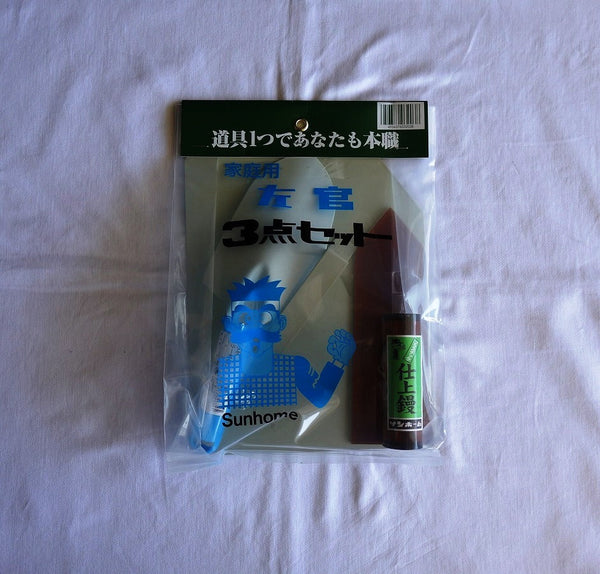 道具1つであなたも本職
家庭用
左官
3点セット
Sunhome
仕上鏝
サンホーム